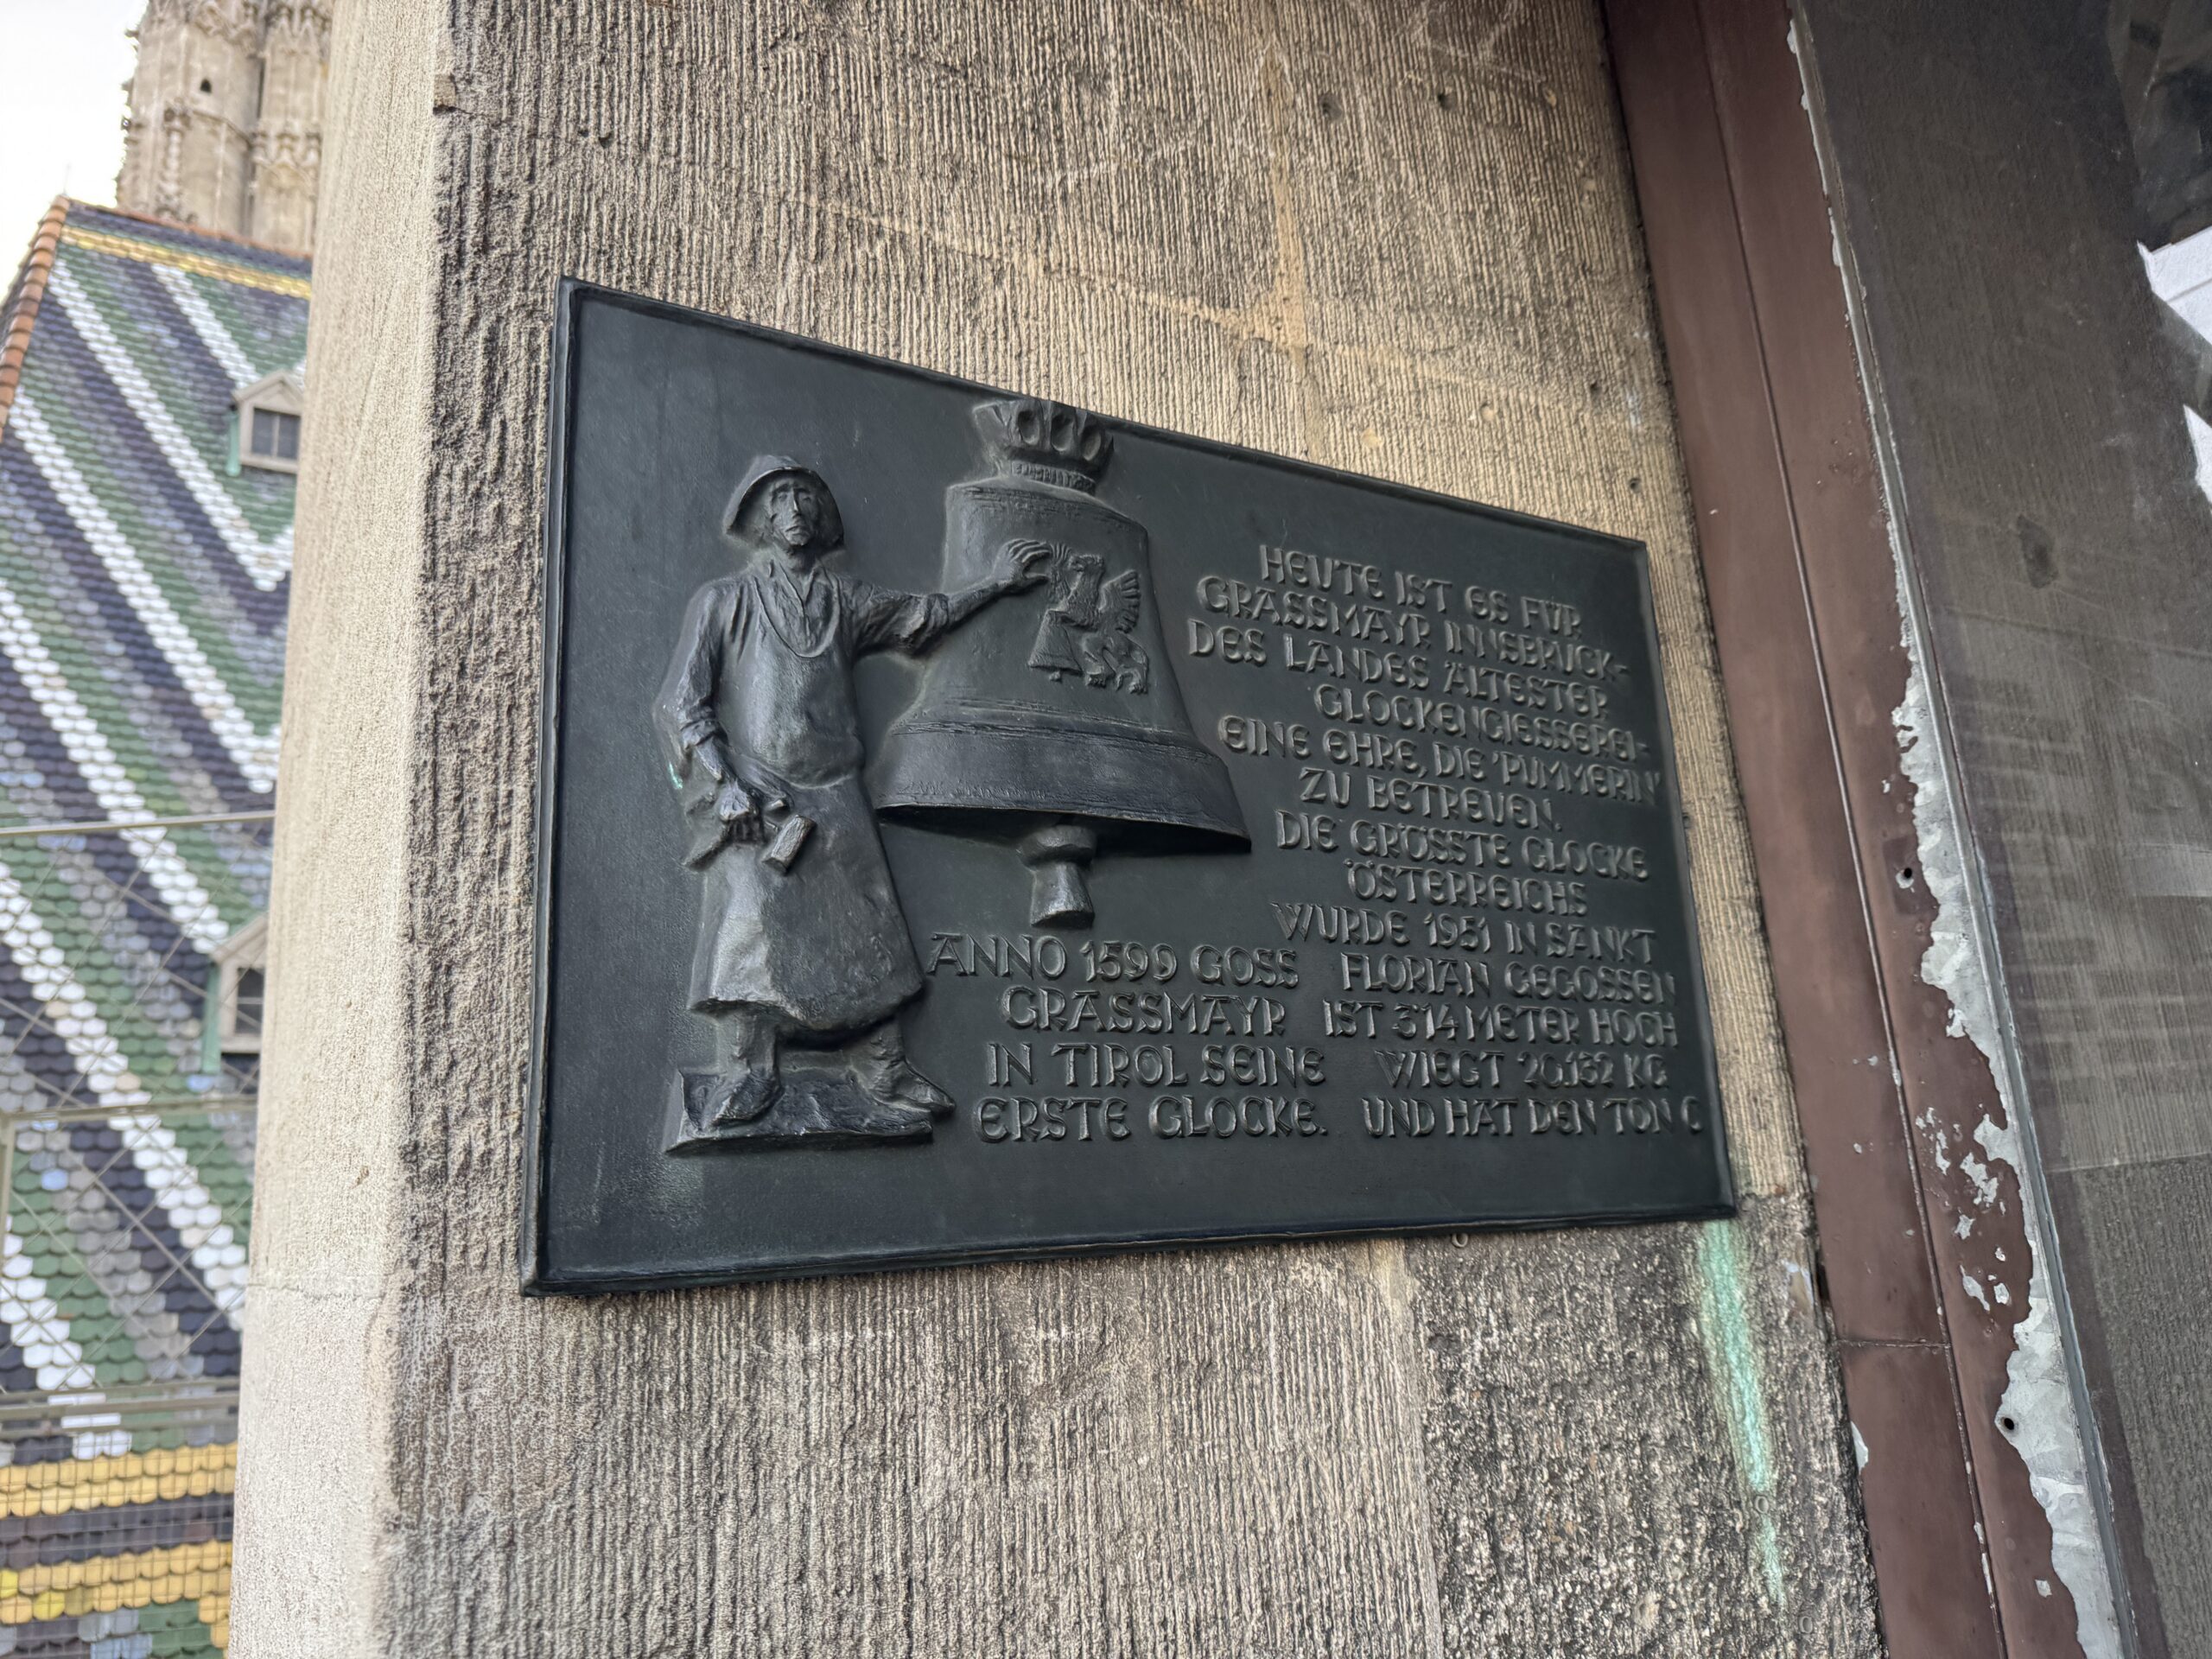 HEUTE IST ES FÜR
GRASSMAYR INNSBRUCK-
DES LANDES ÄLTESTER
GLOCKENGIESSEREI-
EINE EHRE, DIE 'PUMMERIN'
ZU BETREUEN.
DIE GRÖSSTE GLOCKE
ÖSTERREICHS
WURDE 1951 IN SANKT
FLORIAN GEGOSSEN
IST 3'14 METER HOCH
WIEGT 20.132 KG
UND HAT DEN TON C
ANNO 1599 GOSS
GRASSMAYR
IN TIROL SEINE
ERSTE GLOCKE.